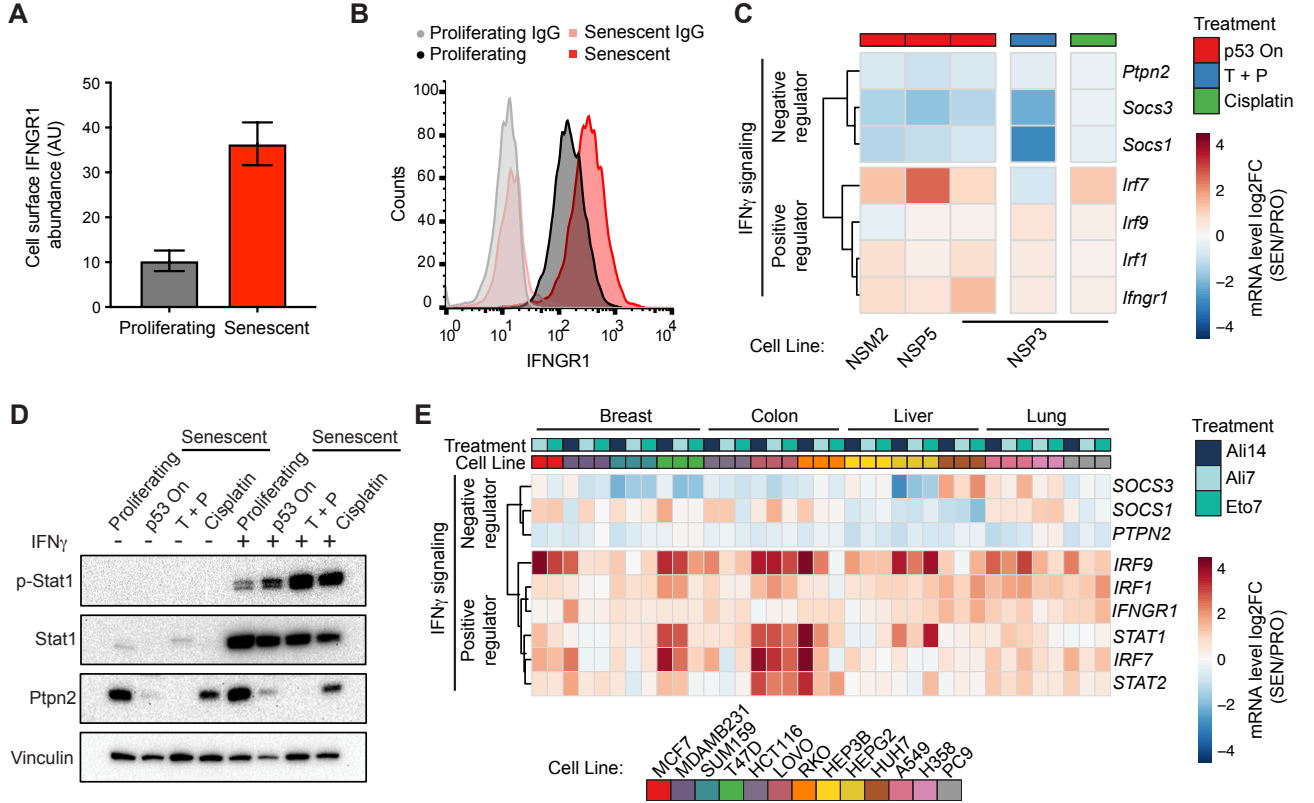 A
Cell surface IFNGR1
abundance (AU)
50
40
30
20
10
0
Proliferating
Senescent
B
Proliferating IgG
Senescent IgG
Proliferating
Senescent
Counts
100
80
60
40
20
0
10^0
10^1
10^2
10^3
10^4
IFNGR1
C
IFNγ signaling
Negative
regulator
Positive
regulator
Ptpn2
Socs3
Socs1
Irf7
Irf9
Irf1
Ifngr1
Cell Line:
NSM2
NSP5
NSP3
Treatment
p53 On
T + P
Cisplatin
4
2
0
−2
−4
mRNA level log2FC
(SEN/PRO)
D
Senescent
Senescent
Proliferating
p53 On
T + P
Cisplatin
Proliferating
p53 On
T + P
Cisplatin
IFNγ - - - - + + + +
p-Stat1
Stat1
Ptpn2
Vinculin
E
Breast
Colon
Liver
Lung
Treatment
Cell Line
IFNγ signaling
Negative
regulator
Positive
regulator
SOCS3
SOCS1
PTPN2
IRF9
IRF1
IFNGR1
STAT1
IRF7
STAT2
Cell Line:
MCF7
MDAMB231
SUM159
T47D
HCT116
LOVO
RKO
HEP3B
HEPG2
HUH7
A549
H358
PC9
Treatment
Ali14
Ali7
Eto7
4
2
0
−2
−4
mRNA level log2FC
(SEN/PRO)